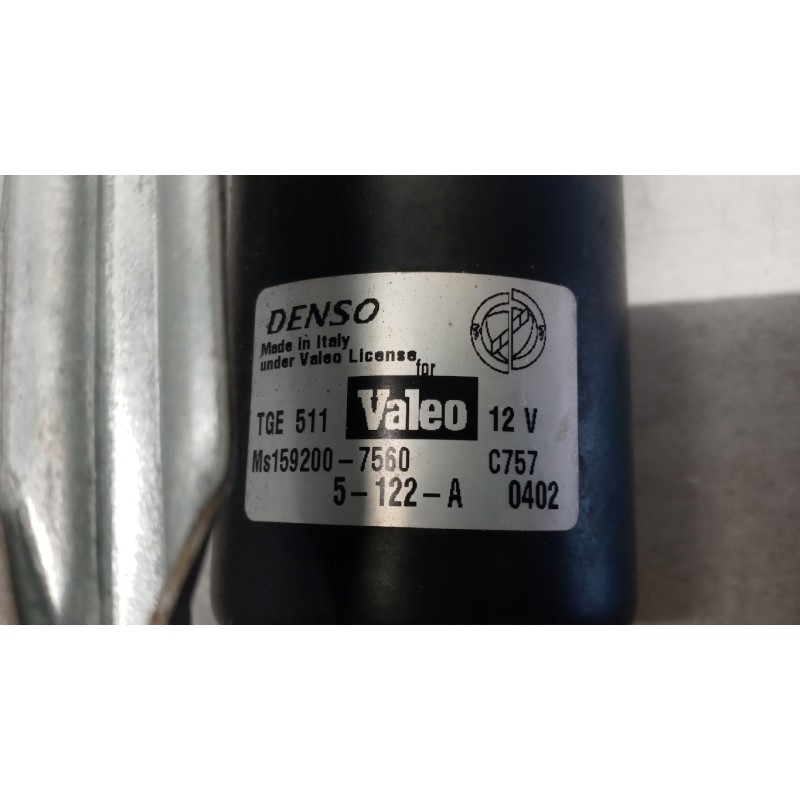 DENSO
Made in Italy
under Valeo License for
TGE 511 Valeo 12 V
Ms159200-7560 C757
5-122-A 0402